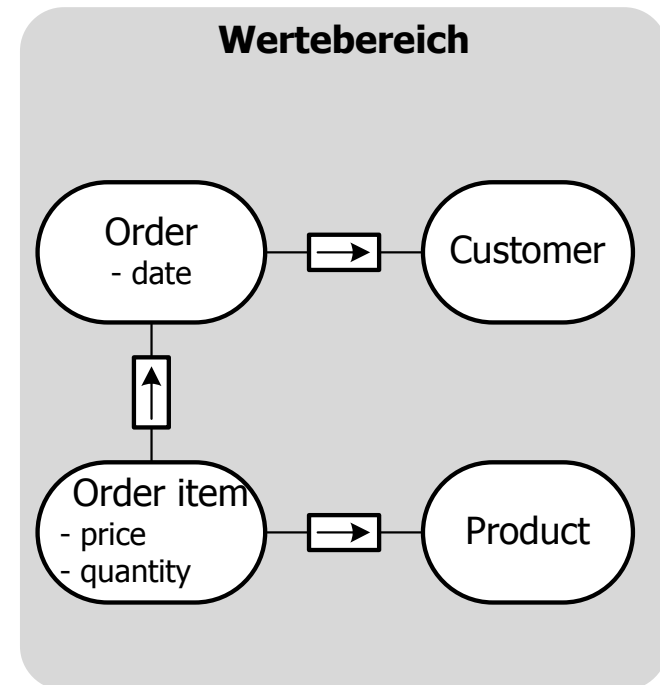 Wertebereich
Order
- date
Customer
Order item
- price
- quantity
Product